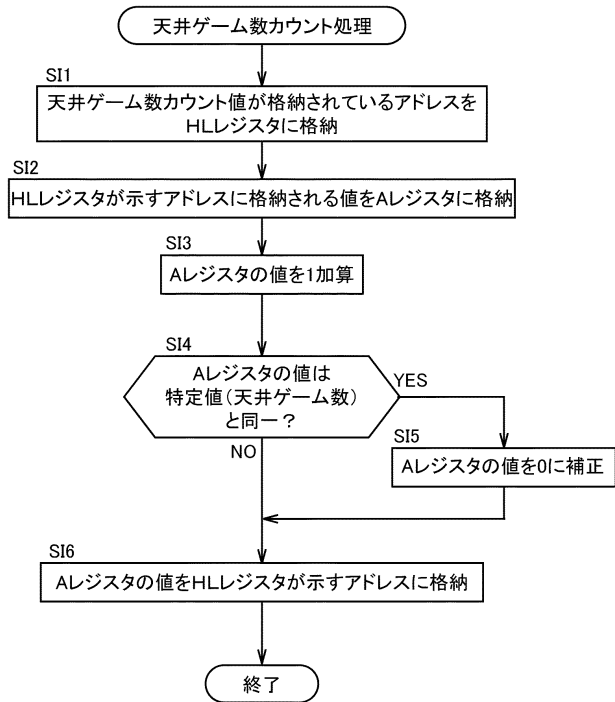 天井ゲーム数カウント処理
SI1
天井ゲーム数カウント値が格納されているアドレスを
HLレジスタに格納
SI2
HLレジスタが示すアドレスに格納される値をAレジスタに格納
SI3
Aレジスタの値を1加算
SI4
Aレジスタの値は
特定値(天井ゲーム数)
と同一?
YES
NO
SI5
Aレジスタの値を0に補正
SI6
Aレジスタの値をHLレジスタが示すアドレスに格納
終了